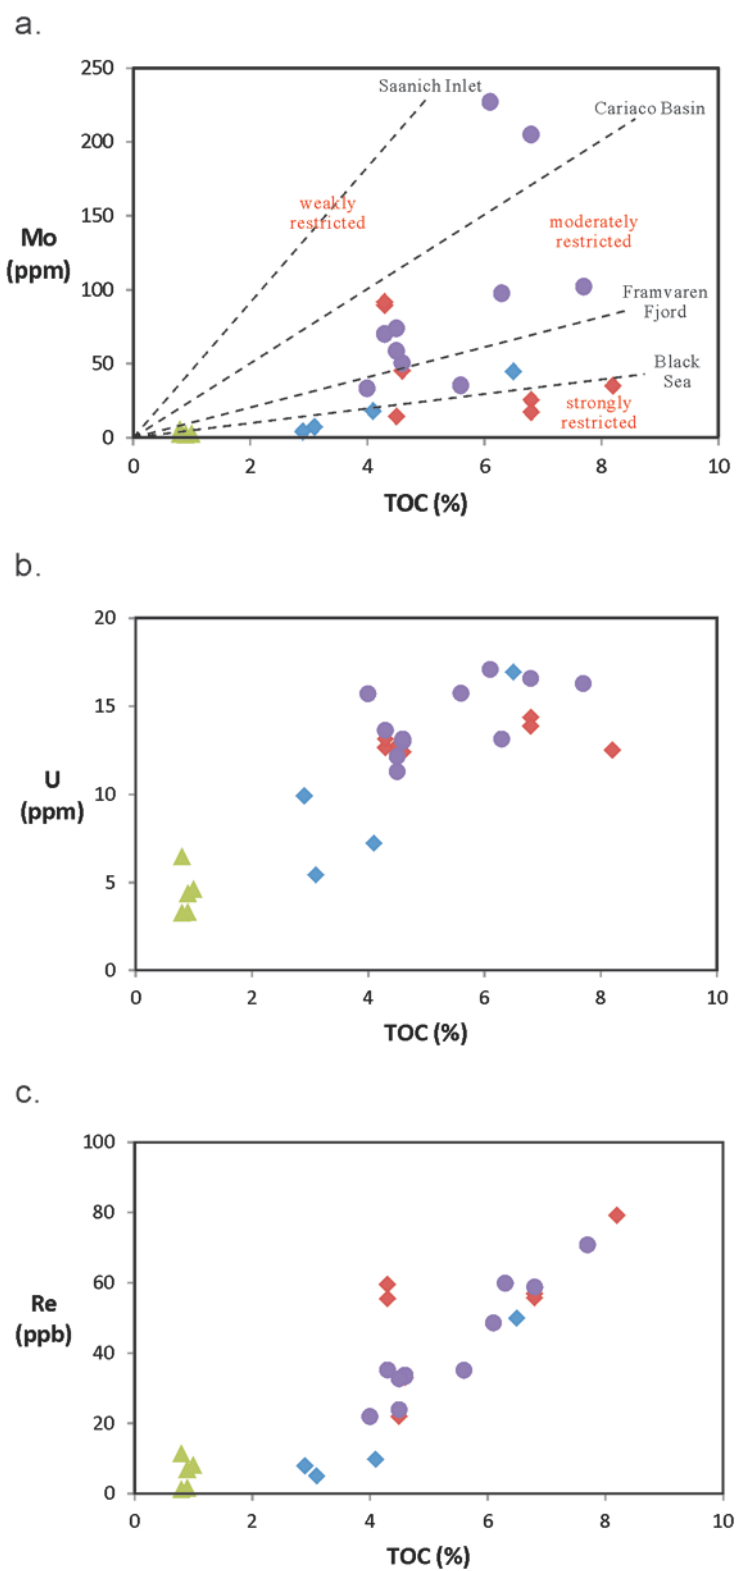 a.
250
200
150
100
50
0
Mo
(ppm)
Saanich Inlet
Cariaco Basin
weakly
restricted
moderately
restricted
Framvaren
Fjord
Black
Sea
strongly
restricted
0 2 4 6 8 10
TOC (%)
b.
20
15
10
5
0
U
(ppm)
0 2 4 6 8 10
TOC (%)
c.
100
80
60
40
20
0
Re
(ppb)
0 2 4 6 8 10
TOC (%)